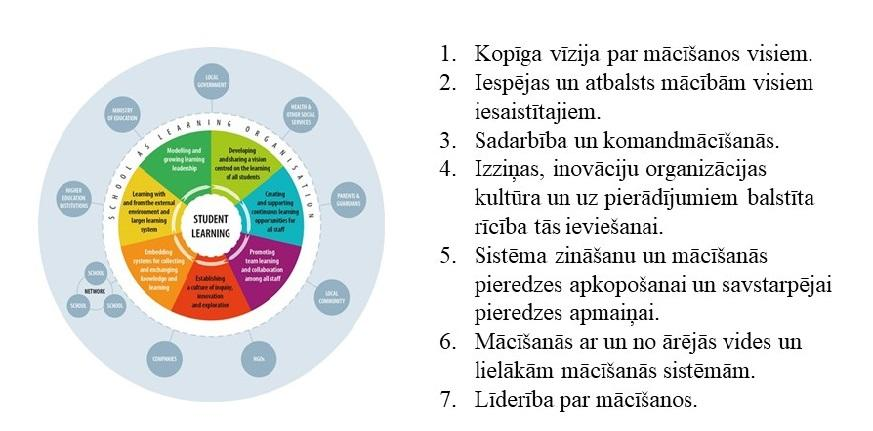 LOCAL
GOVERNMENT
MINISTRY
OF EDUCATION
HEALTH &
OTHER SOCIAL
SERVICES
HIGHER
EDUCATION
INSTITUTIONS
PARENTS &
GUARDIANS
SCHOOL
NETWORK
SCHOOL
SCHOOL
LOCAL
COMMUNITY
COMPANIES
NGOs
SCHOOL AS LEARNING ORGANISATION
Modelling and
growing learning
leadership
Developing
and sharing a vision
centred on the learning
of all students
Learning with
and from the external
environment and
larger learning
system
Creating
and supporting
continuous learning
opportunities for
all staff
STUDENT
LEARNING
Embedding
systems for collecting
and exchanging
knowledge and
learning
Promoting
team learning
and collaboration
among all staff
Establishing
a culture of inquiry,
innovation
and exploration
1. Kopīga vīzija par mācīšanos visiem.
2. Iespējas un atbalsts mācībām visiem
iesaistītajiem.
3. Sadarbība un komandmācīšanās.
4. Izziņas, inovāciju organizācijas
kultūra un uz pierādījumiem balstīta
rīcība tās ieviešanai.
5. Sistēma zināšanu un mācīšanās
pieredzes apkopošanai un savstarpējai
pieredzes apmaiņai.
6. Mācīšanās ar un no ārējās vides un
lielākām mācīšanās sistēmām.
7. Līderība par mācīšanos.